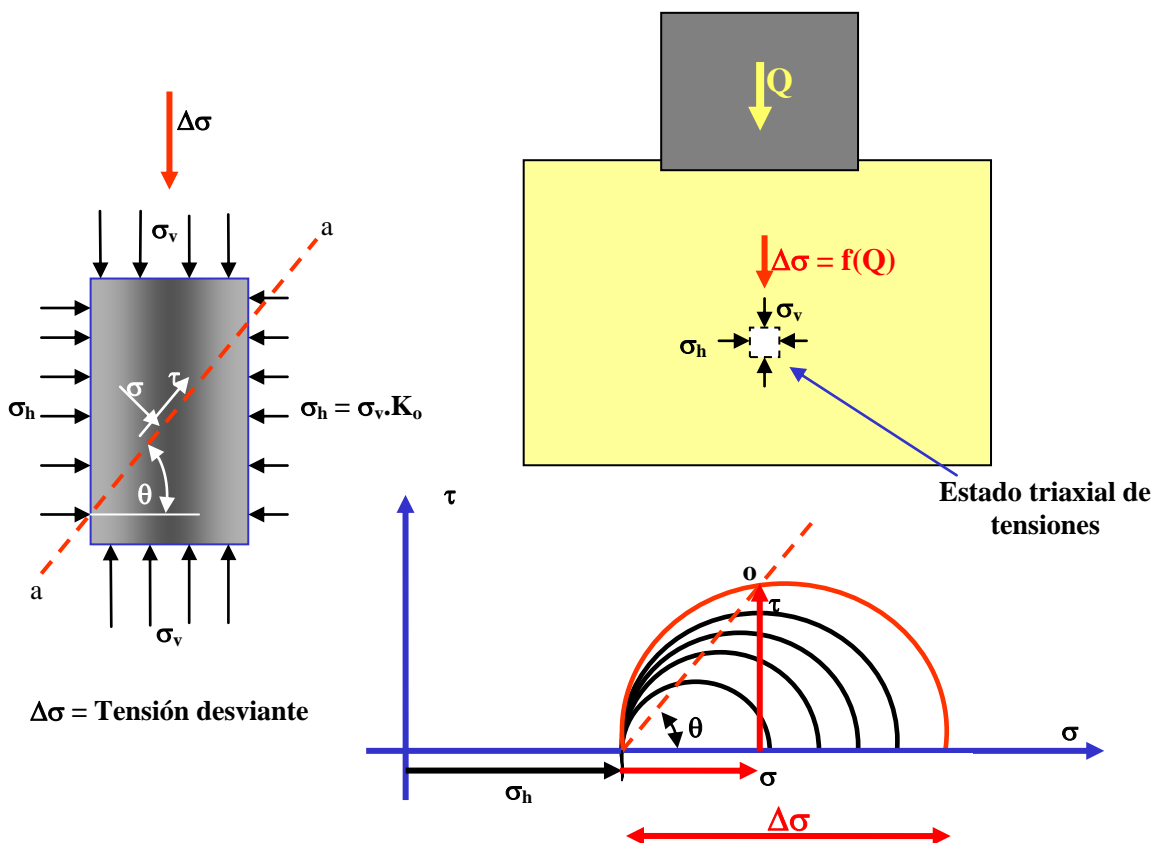 Q
Δσ
σv
a
Δσ = f(Q)
σv
σh
σ
τ
σh
σh = σv.Ko
θ
Estado triaxial de
tensiones
τ
a
o
τ
σv
Δσ = Tensión desviante
θ
σ
σh
σ
Δσ